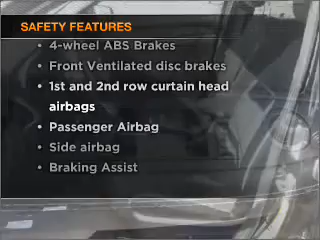 SAFETY FEATURES
• 4-wheel ABS Brakes
• Front Ventilated disc brakes
• 1st and 2nd row curtain head
airbags
• Passenger Airbag
• Side airbag
• Braking Assist